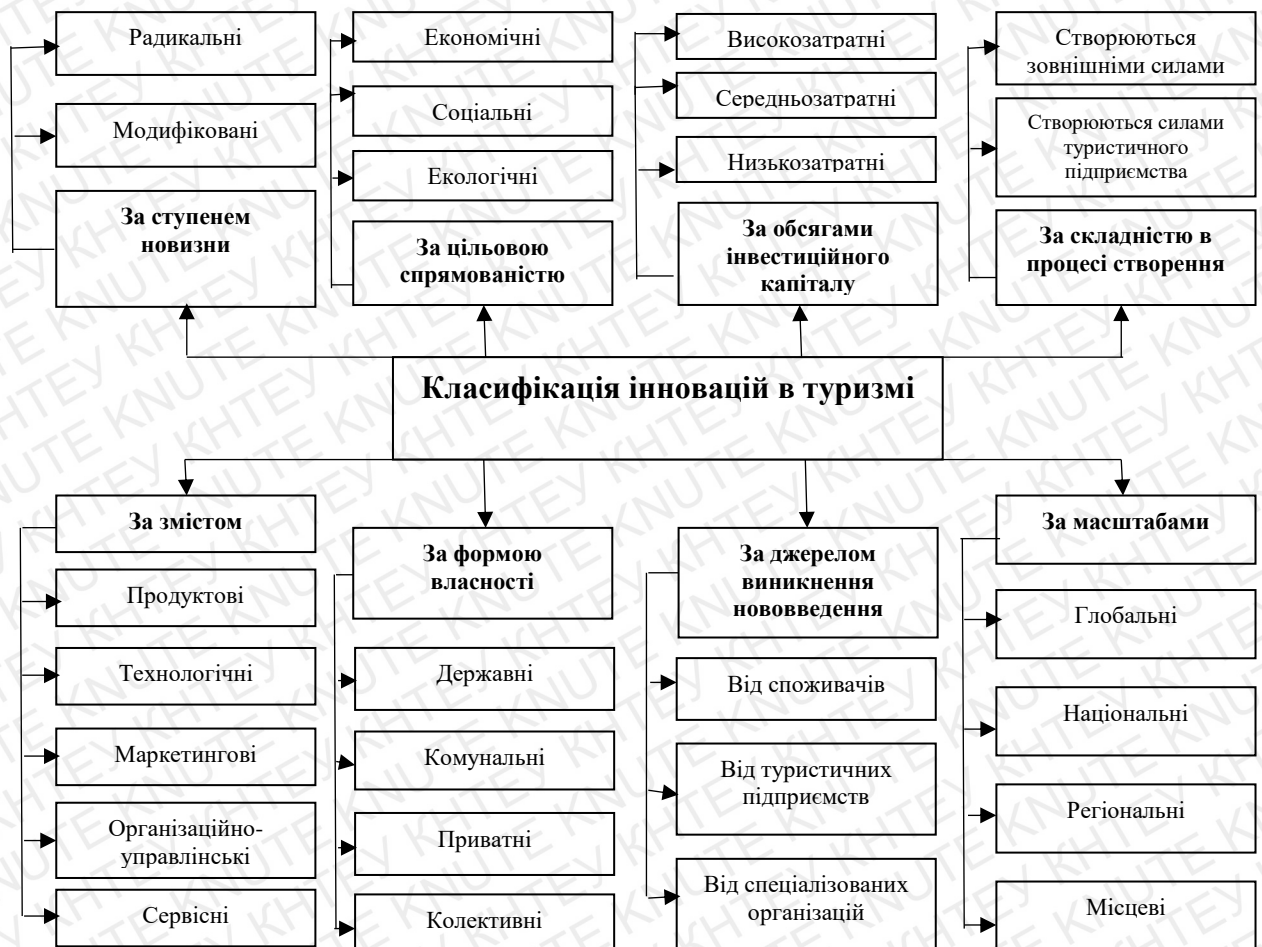 Радикальні
Модифіковані
За ступенем
новизни
Економічні
Соціальні
Екологічні
За цільовою
спрямованістю
Високозатратні
Середньозатратні
Низькозатратні
За обсягами
інвестиційного
капіталу
Створюються
зовнішніми силами
Створюються силами
туристичного
підприємства
За складністю в
процесі створення
Класифікація інновацій в туризмі
За змістом
Продуктові
Технологічні
Маркетингові
Організаційно-
управлінські
Сервісні
За формою
власності
Державні
Комунальні
Приватні
Колективні
За джерелом
виникнення
нововведення
Від споживачів
Від туристичних
підприємств
Від спеціалізованих
організацій
За масштабами
Глобальні
Національні
Регіональні
Місцеві